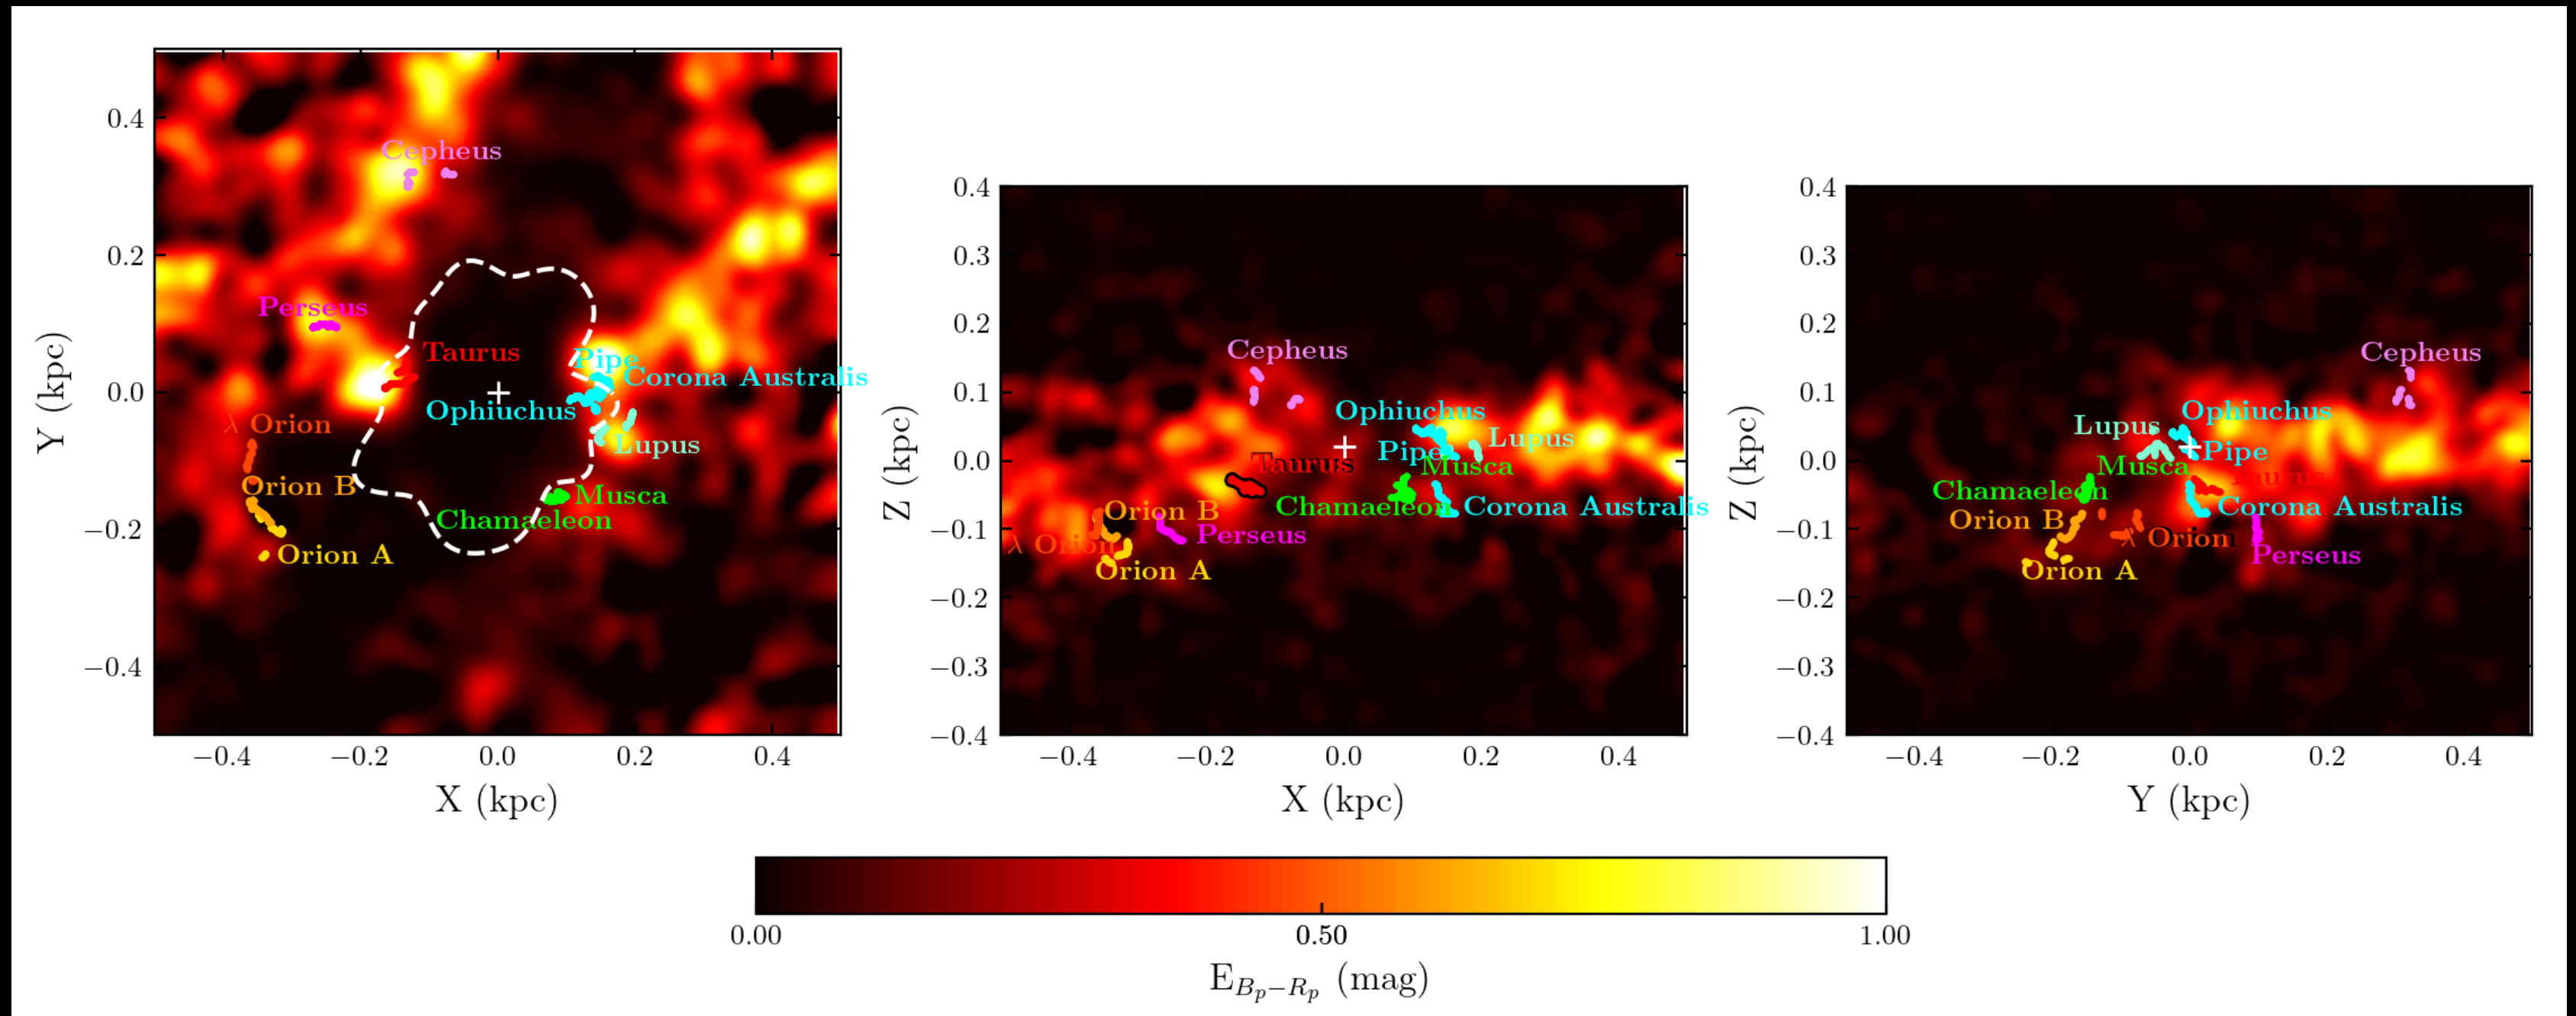 Cepheus
Perseus
Taurus
Pipe
Corona Australis
Ophiuchus
λ Orion
Lupus
Orion B
Musca
Chamaeleon
Orion A
0.4
0.2
0.0
−0.2
−0.4
Y (kpc)
−0.4 −0.2 0.0 0.2 0.4
X (kpc)
0.4
0.3
0.2
0.1
0.0
−0.1
−0.2
−0.3
−0.4
Z (kpc)
Cepheus
Ophiuchus
Lupus
Pipe
Musca
Taurus
Chamaeleon
Corona Australis
Orion B
Perseus
λ Orion
Orion A
−0.4 −0.2 0.0 0.2 0.4
X (kpc)
0.4
0.3
0.2
0.1
0.0
−0.1
−0.2
−0.3
−0.4
Z (kpc)
Cepheus
Ophiuchus
Lupus
Pipe
Musca
Taurus
Chamaeleon
Corona Australis
Orion B
λ Orion
Perseus
Orion A
−0.4 −0.2 0.0 0.2 0.4
Y (kpc)
0.00 0.50 1.00
E_{B_p−R_p} (mag)